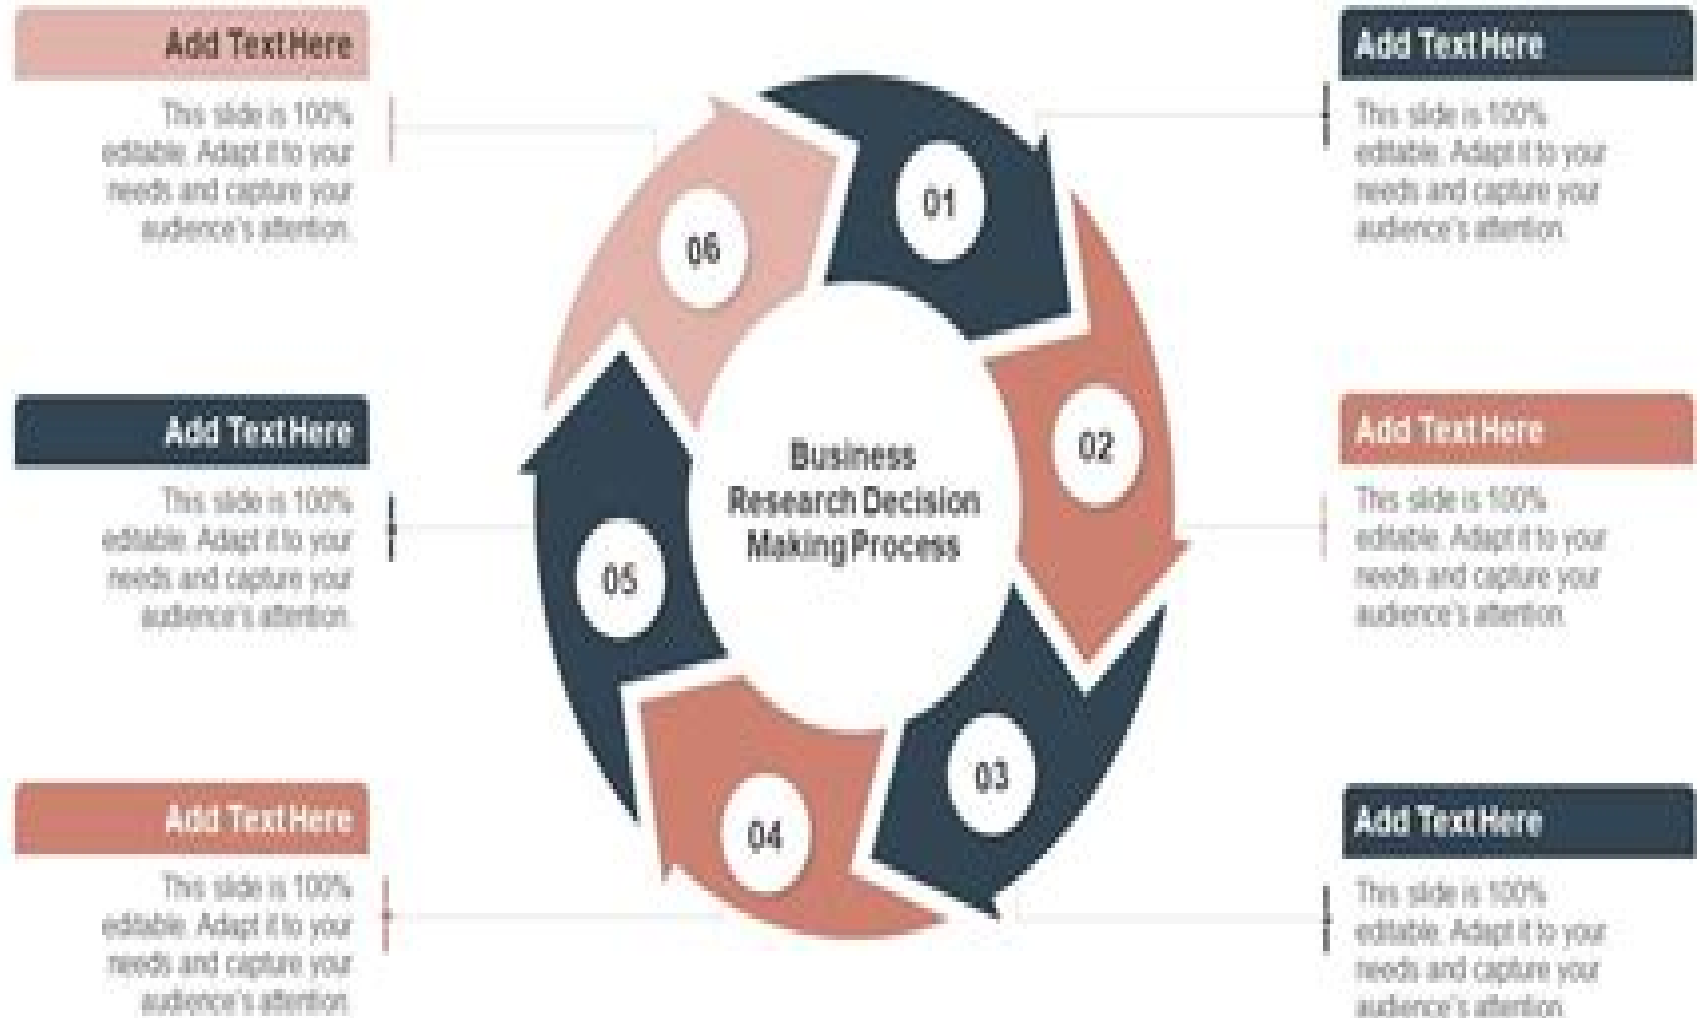 Add Text Here
This slide is 100%
editable. Adapt it to your
needs and capture your
audience's attention.
Add Text Here
This slide is 100%
editable. Adapt it to your
needs and capture your
audience's attention.
Add Text Here
This slide is 100%
editable. Adapt it to your
needs and capture your
audience's attention.
06
01
05
02
04
03
Business
Research Decision
Making Process
Add Text Here
This slide is 100%
editable. Adapt it to your
needs and capture your
audience's attention.
Add Text Here
This slide is 100%
editable. Adapt it to your
needs and capture your
audience's attention.
Add Text Here
This slide is 100%
editable. Adapt it to your
needs and capture your
audience's attention.